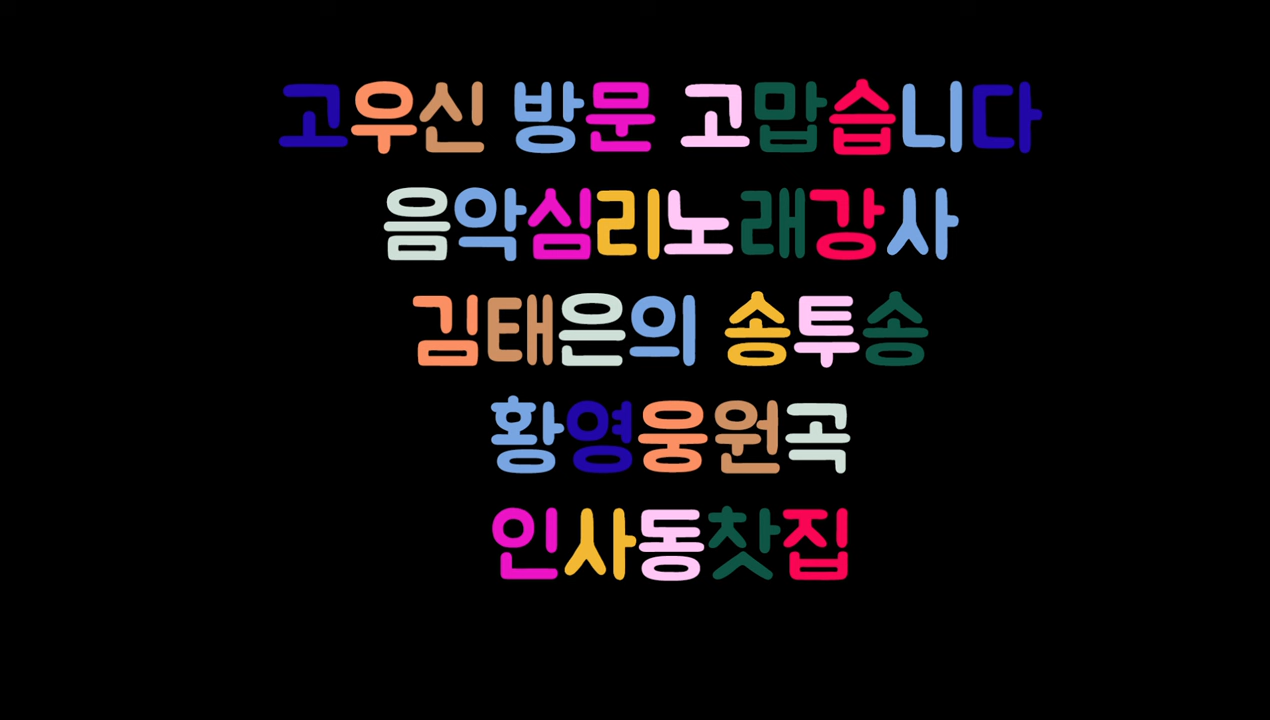 고우신 방문 고맙습니다
음악심리노래강사
김태은의 송투송
황영웅원곡
인사동찻집